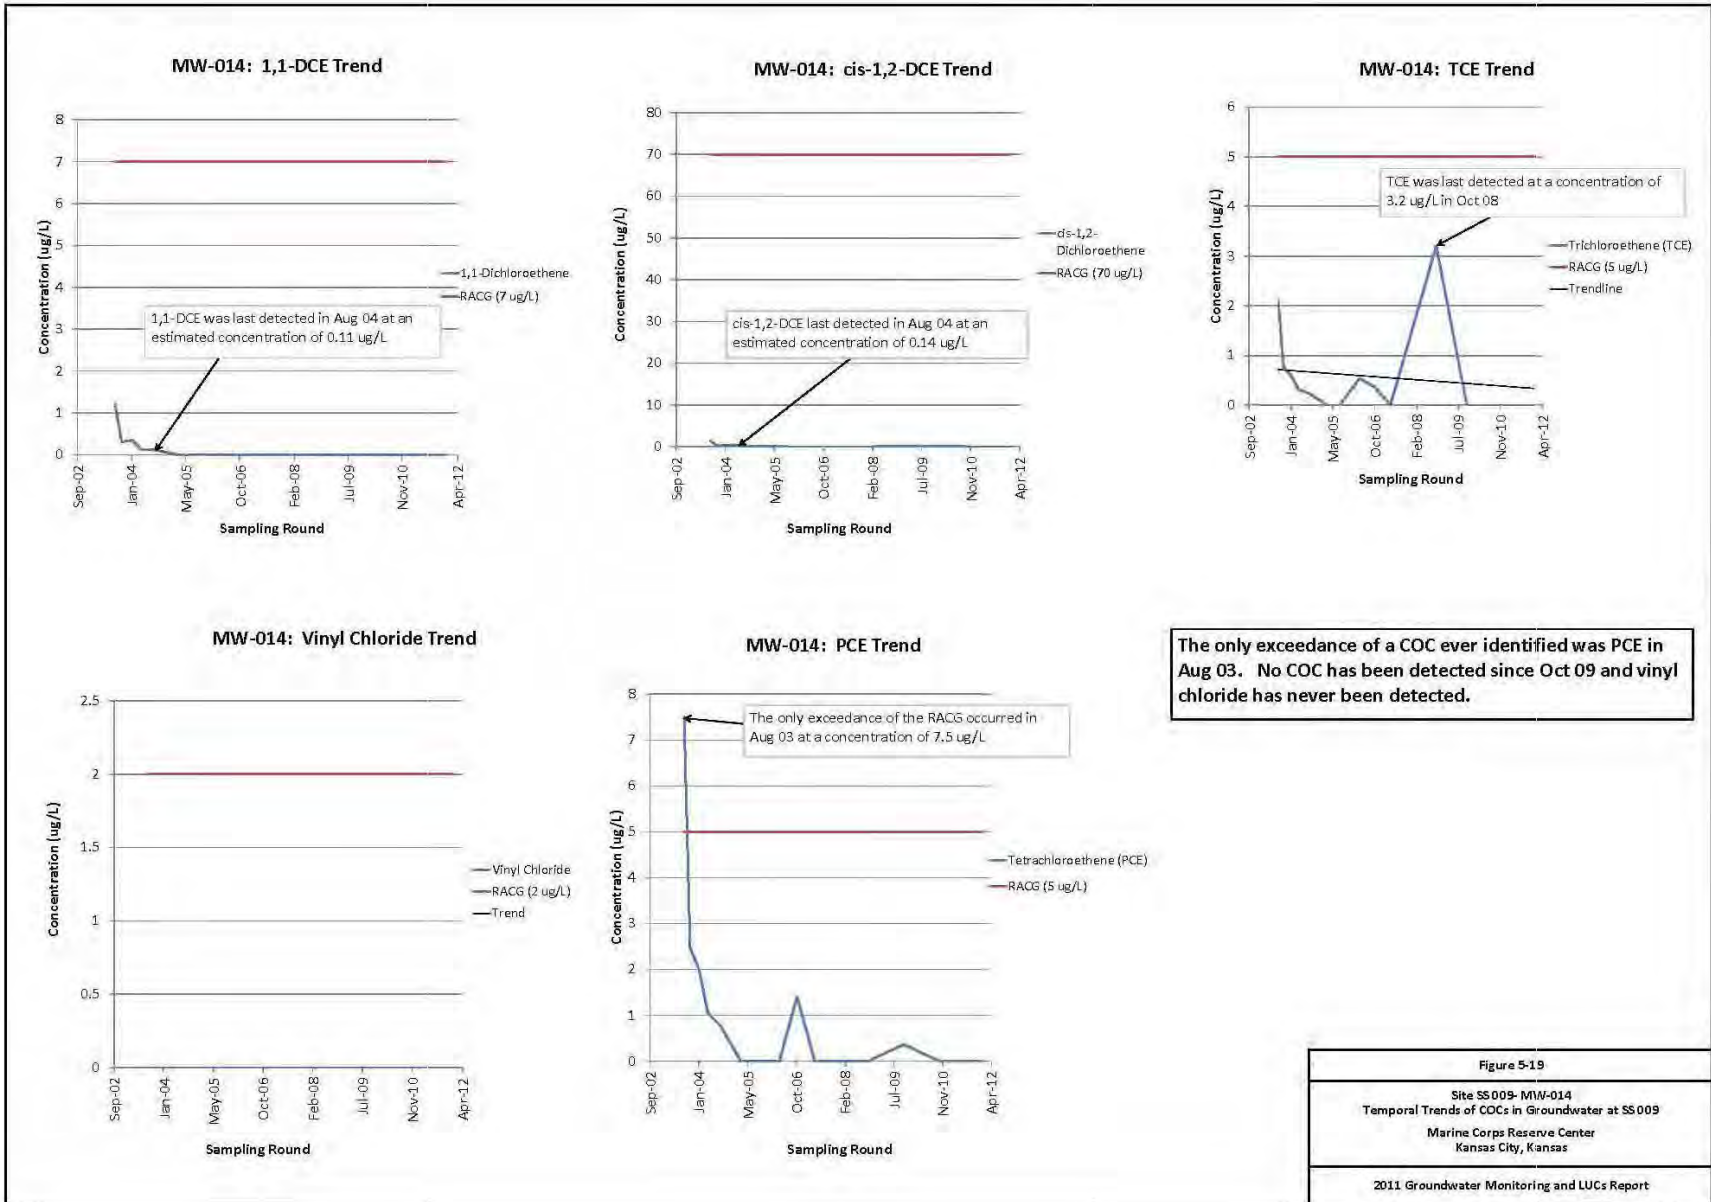 MW-014: 1,1-DCE Trend
8
7
6
5
4
3
2
1
0
Concentration (ug/L)
1,1-DCE was last detected in Aug 04 at an
estimated concentration of 0.11 ug/L
1,1-Dichloroethene
RACG (7 ug/L)
Sep-02
Jan-04
May-05
Oct-06
Feb-08
Jul-09
Nov-10
Apr-12
Sampling Round
MW-014: cis-1,2-DCE Trend
80
70
60
50
40
30
20
10
0
Concentration (ug/L)
cis-1,2-DCE last detected in Aug 04 at an
estimated concentration of 0.14 ug/L
cis-1,2-
Dichloroethene
RACG (70 ug/L)
Sep-02
Jan-04
May-05
Oct-06
Feb-08
Jul-09
Nov-10
Apr-12
Sampling Round
MW-014: TCE Trend
6
5
4
3
2
1
0
Concentration (ug/L)
TCE was last detected at a concentration of
3.2 ug/L in Oct 08
Trichloroethene (TCE)
RACG (5 ug/L)
Trendline
Sep-02
Jan-04
May-05
Oct-06
Feb-08
Jul-09
Nov-10
Apr-12
Sampling Round
MW-014: Vinyl Chloride Trend
2.5
2
1.5
1
0.5
0
Concentration (ug/L)
Vinyl Chloride
RACG (2 ug/L)
Trend
Sep-02
Jan-04
May-05
Oct-06
Feb-08
Jul-09
Nov-10
Apr-12
Sampling Round
MW-014: PCE Trend
8
7
6
5
4
3
2
1
0
Concentration (ug/L)
The only exceedance of the RACG occurred in
Aug 03 at a concentration of 7.5 ug/L
Tetrachloroethene (PCE)
RACG (5 ug/L)
Sep-02
Jan-04
May-05
Oct-06
Feb-08
Jul-09
Nov-10
Apr-12
Sampling Round
The only exceedance of a COC ever identified was PCE in
Aug 03. No COC has been detected since Oct 09 and vinyl
chloride has never been detected.
Figure 5-19
Site SS009- MW-014
Temporal Trends of COCs in Groundwater at SS009
Marine Corps Reserve Center
Kansas City, Kansas
2011 Groundwater Monitoring and LUCs Report